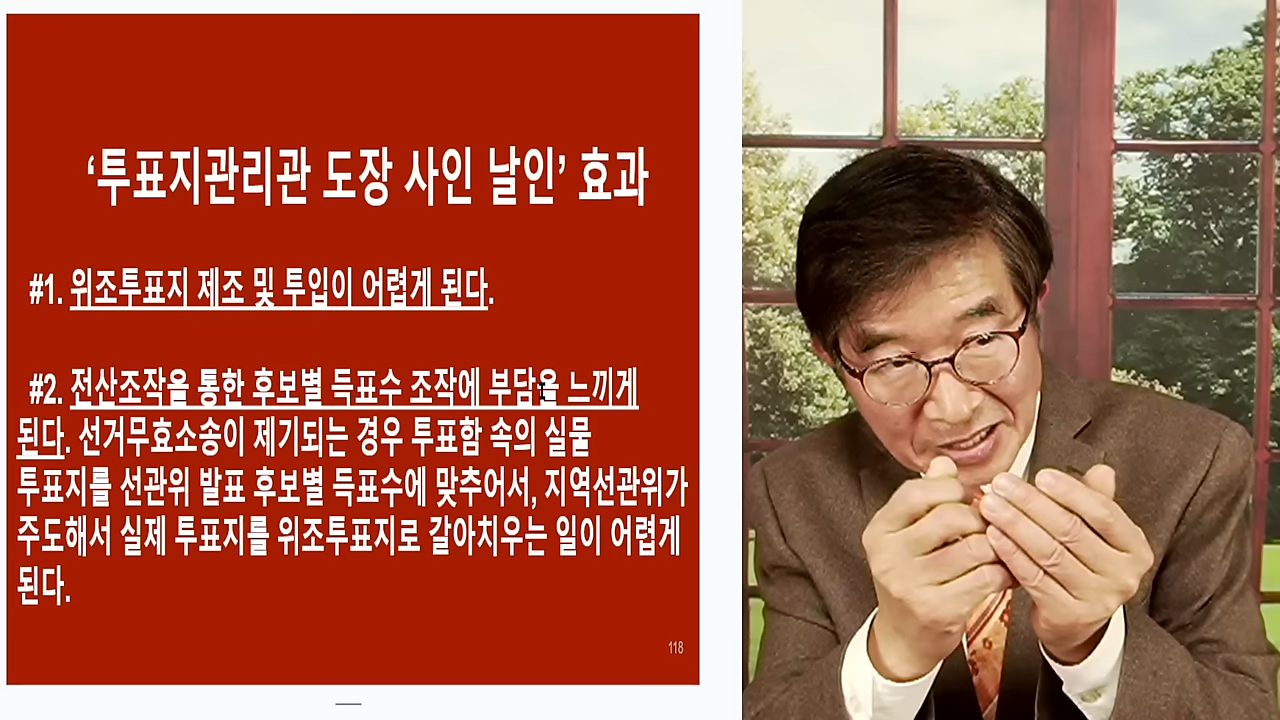 ‘투표지관리관 도장 사인 날인’ 효과
#1. 위조투표지 제조 및 투입이 어렵게 된다.
#2. 전산조작을 통한 후보별 득표수 조작에 부담을 느끼게
된다. 선거무효소송이 제기되는 경우 투표함 속의 실물
투표지를 선관위 발표 후보별 득표수에 맞추어서, 지역선관위가
주도해서 실제 투표지를 위조투표지로 갈아치우는 일이 어렵게
된다.
118